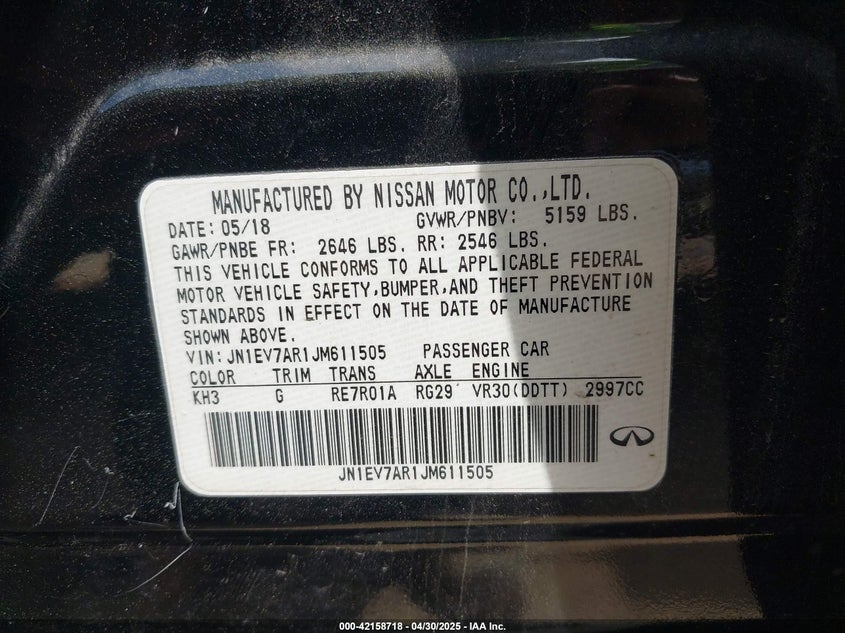 MANUFACTURED BY NISSAN MOTOR CO.,LTD.
DATE: 05/18 GVWR/PNBV: 5159 LBS.
GAWR/PNBE FR: 2646 LBS. RR: 2546 LBS.
THIS VEHICLE CONFORMS TO ALL APPLICABLE FEDERAL
MOTOR VEHICLE SAFETY,BUMPER,AND THEFT PREVENTION
STANDARDS IN EFFECT ON THE DATE OF MANUFACTURE
SHOWN ABOVE.
VIN:JN1EV7AR1JM611505 PASSENGER CAR
COLOR TRIM TRANS AXLE ENGINE
KH3 G RE7R01A RG29 VR30(DDTT) 2997CC
JN1EV7AR1JM611505
000-42158718 - 04/30/2025 - IAA Inc.